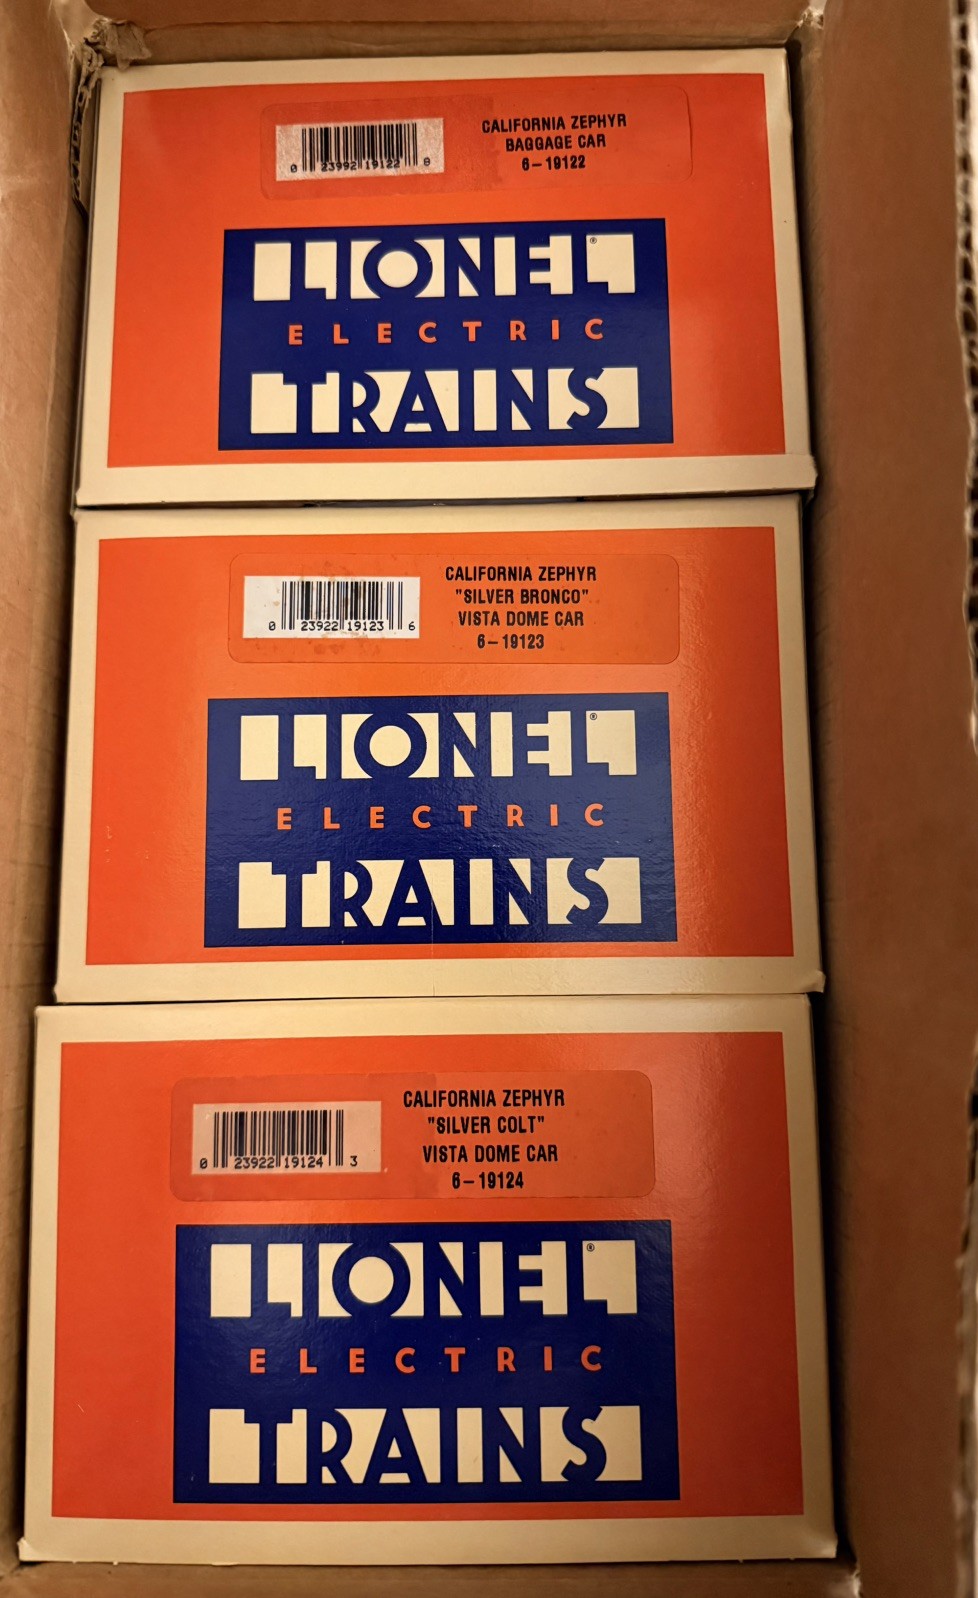 CALIFORNIA ZEPHYR
BAGGAGE CAR
6-19122
0 23992 19122 8
LIONEL®
ELECTRIC
TRAINS
CALIFORNIA ZEPHYR
"SILVER BRONCO"
VISTA DOME CAR
6-19123
0 23922 19123 6
LIONEL®
ELECTRIC
TRAINS
CALIFORNIA ZEPHYR
"SILVER COLT"
VISTA DOME CAR
6-19124
0 23922 19124 3
LIONEL®
ELECTRIC
TRAINS